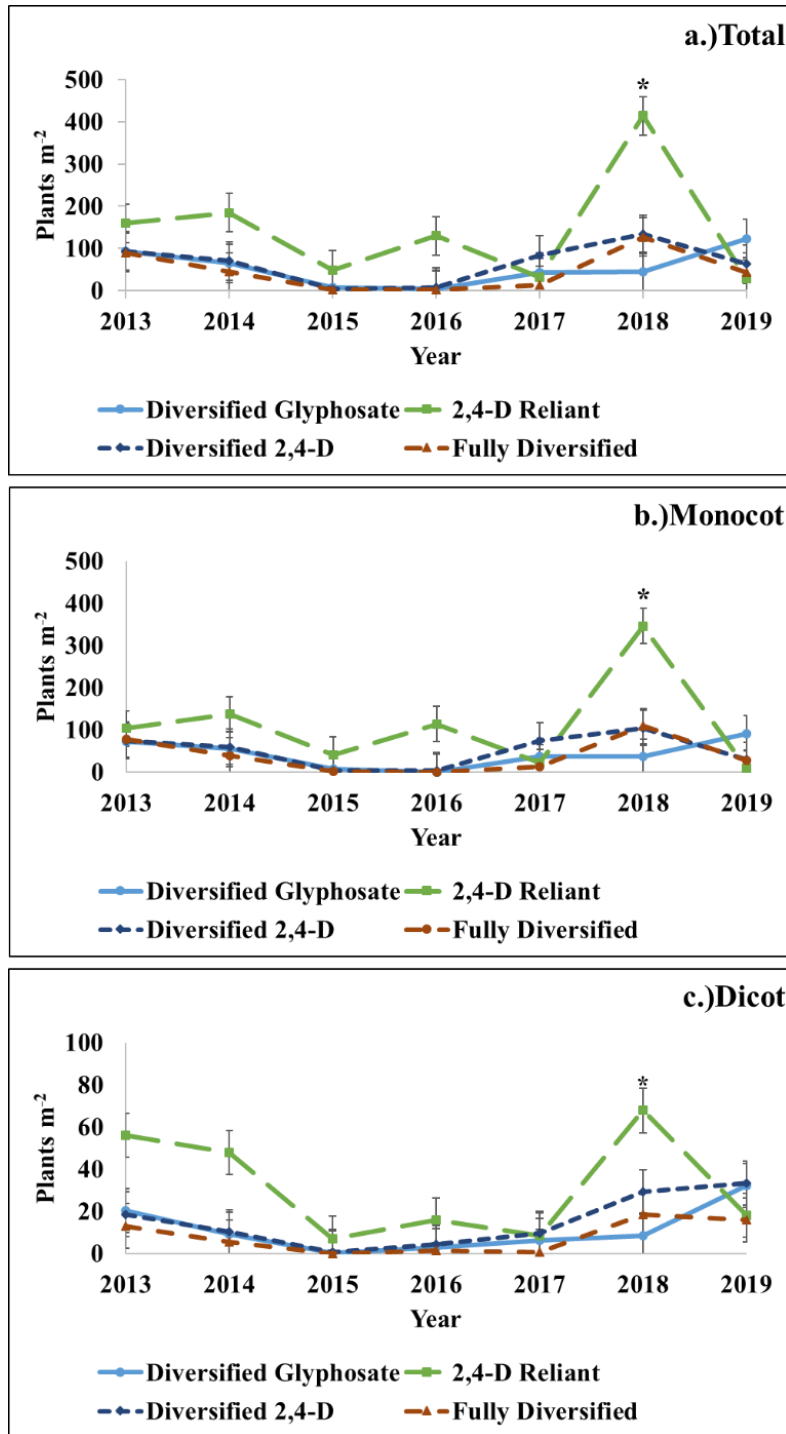 a.)Total
*
500
400
300
200
100
0
Plants m-2
2013 2014 2015 2016 2017 2018 2019
Year
Diversified Glyphosate 2,4-D Reliant
Diversified 2,4-D Fully Diversified
b.)Monocot
*
500
400
300
200
100
0
Plants m-2
2013 2014 2015 2016 2017 2018 2019
Year
Diversified Glyphosate 2,4-D Reliant
Diversified 2,4-D Fully Diversified
c.)Dicot
*
100
80
60
40
20
0
Plants m-2
2013 2014 2015 2016 2017 2018 2019
Year
Diversified Glyphosate 2,4-D Reliant
Diversified 2,4-D Fully Diversified